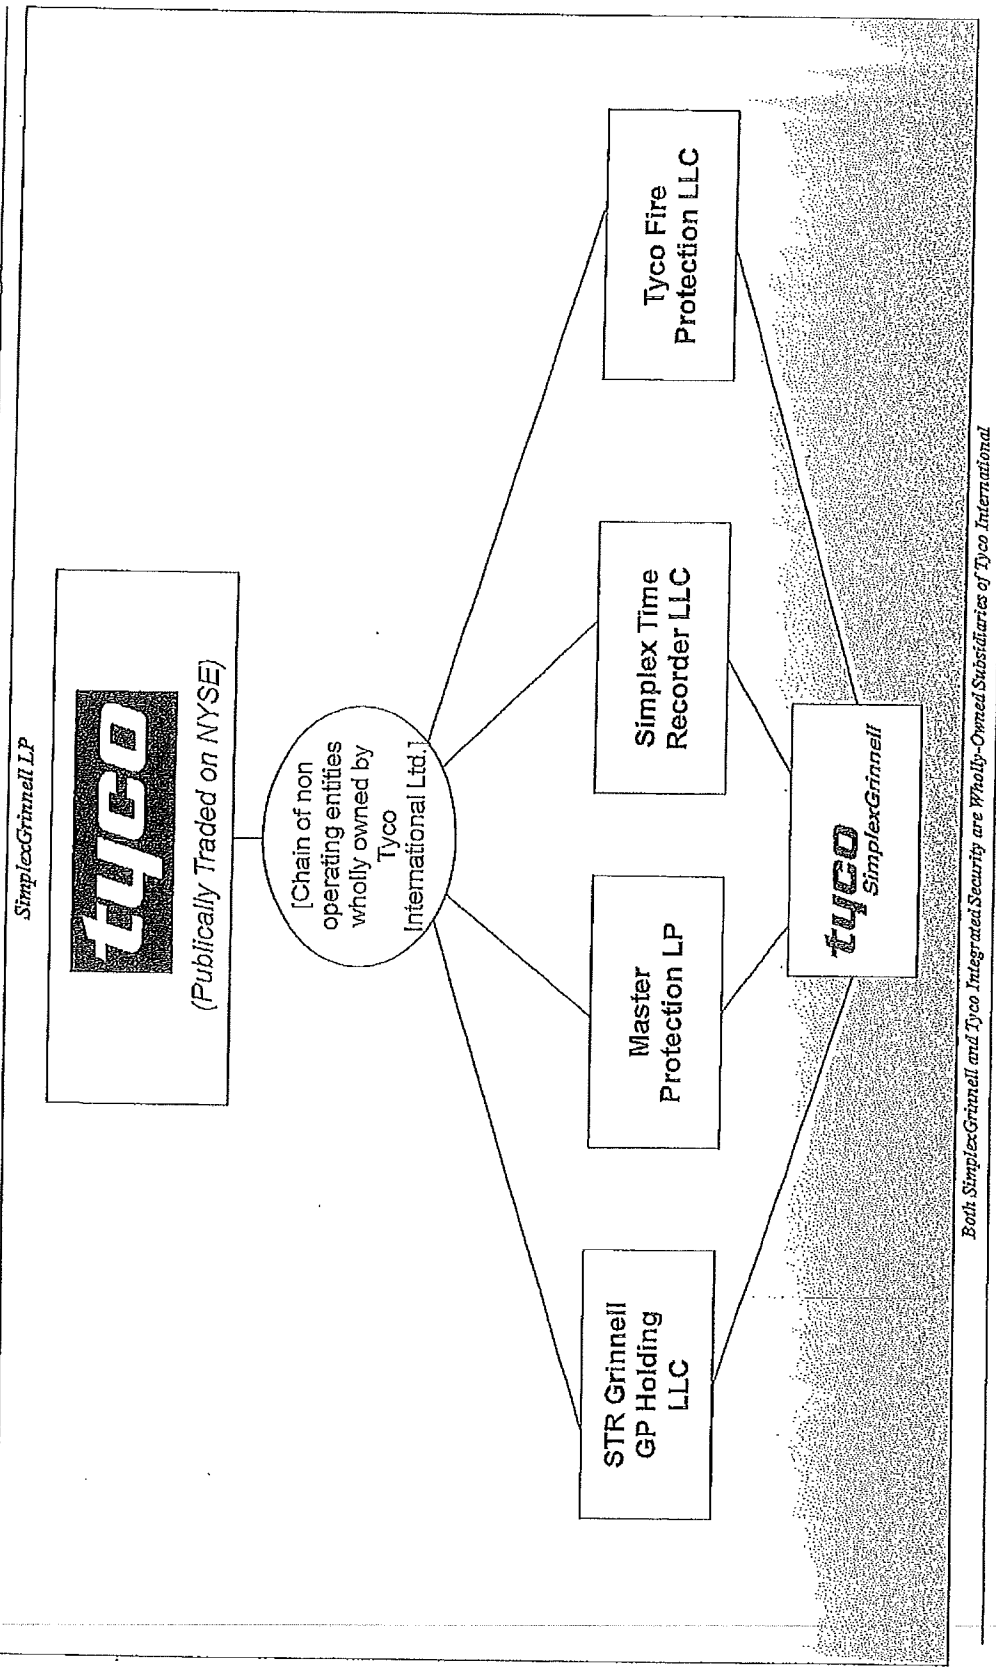 SimplexGrinnell LP
tyco
(Publically Traded on NYSE)
[Chain of non
operating entities
wholly owned by
Tyco
International Ltd.]
STR Grinnell
GP Holding
LLC
Master
Protection LP
Simplex Time
Recorder LLC
Tyco Fire
Protection LLC
tyco
SimplexGrinnell
Both SimplexGrinnell and Tyco Integrated Security are Wholly-Owned Subsidiaries of Tyco International